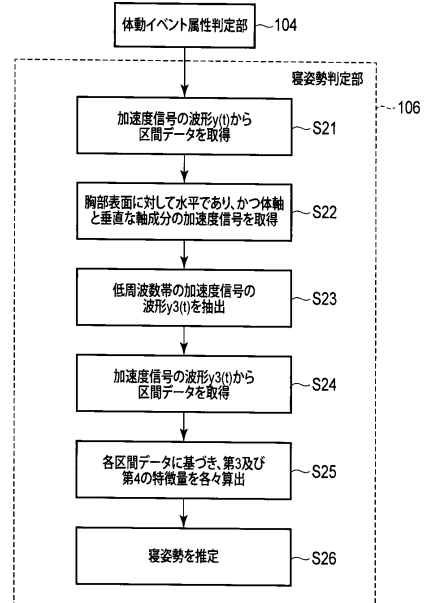 体動イベント属性判定部
104
寝姿勢判定部
106
加速度信号の波形y(t)から
区間データを取得
S21
胸部表面に対して水平であり、かつ体軸
と垂直な軸成分の加速度信号を取得
S22
低周波数帯の加速度信号の
波形y3(t)を抽出
S23
加速度信号の波形y3(t)から
区間データを取得
S24
各区間データに基づき、第3及び
第4の特徴量を各々算出
S25
寝姿勢を推定
S26